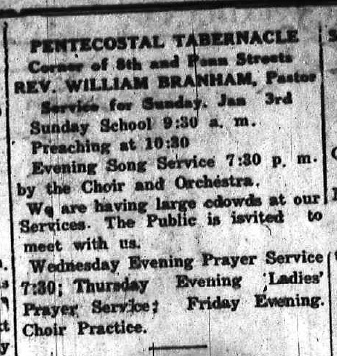 PENTECOSTAL TABERNACLE
Corner of 8th and Penn Streets
REV. WILLIAM BRANHAM, Pastor
Service for Sunday. Jan 3rd
Sunday School 9:30 a. m.
Preaching at 10:30
Evening Song Service 7:30 p. m.
by the Choir and Orchestra.
We are having large cdowds at our
Services. The Public is isvited to
meet with us.
Wednesday Evening Prayer Service
7:30; Thursday Evening 'Ladies'
Prayer Service; Friday Evening.
Choir Practice.